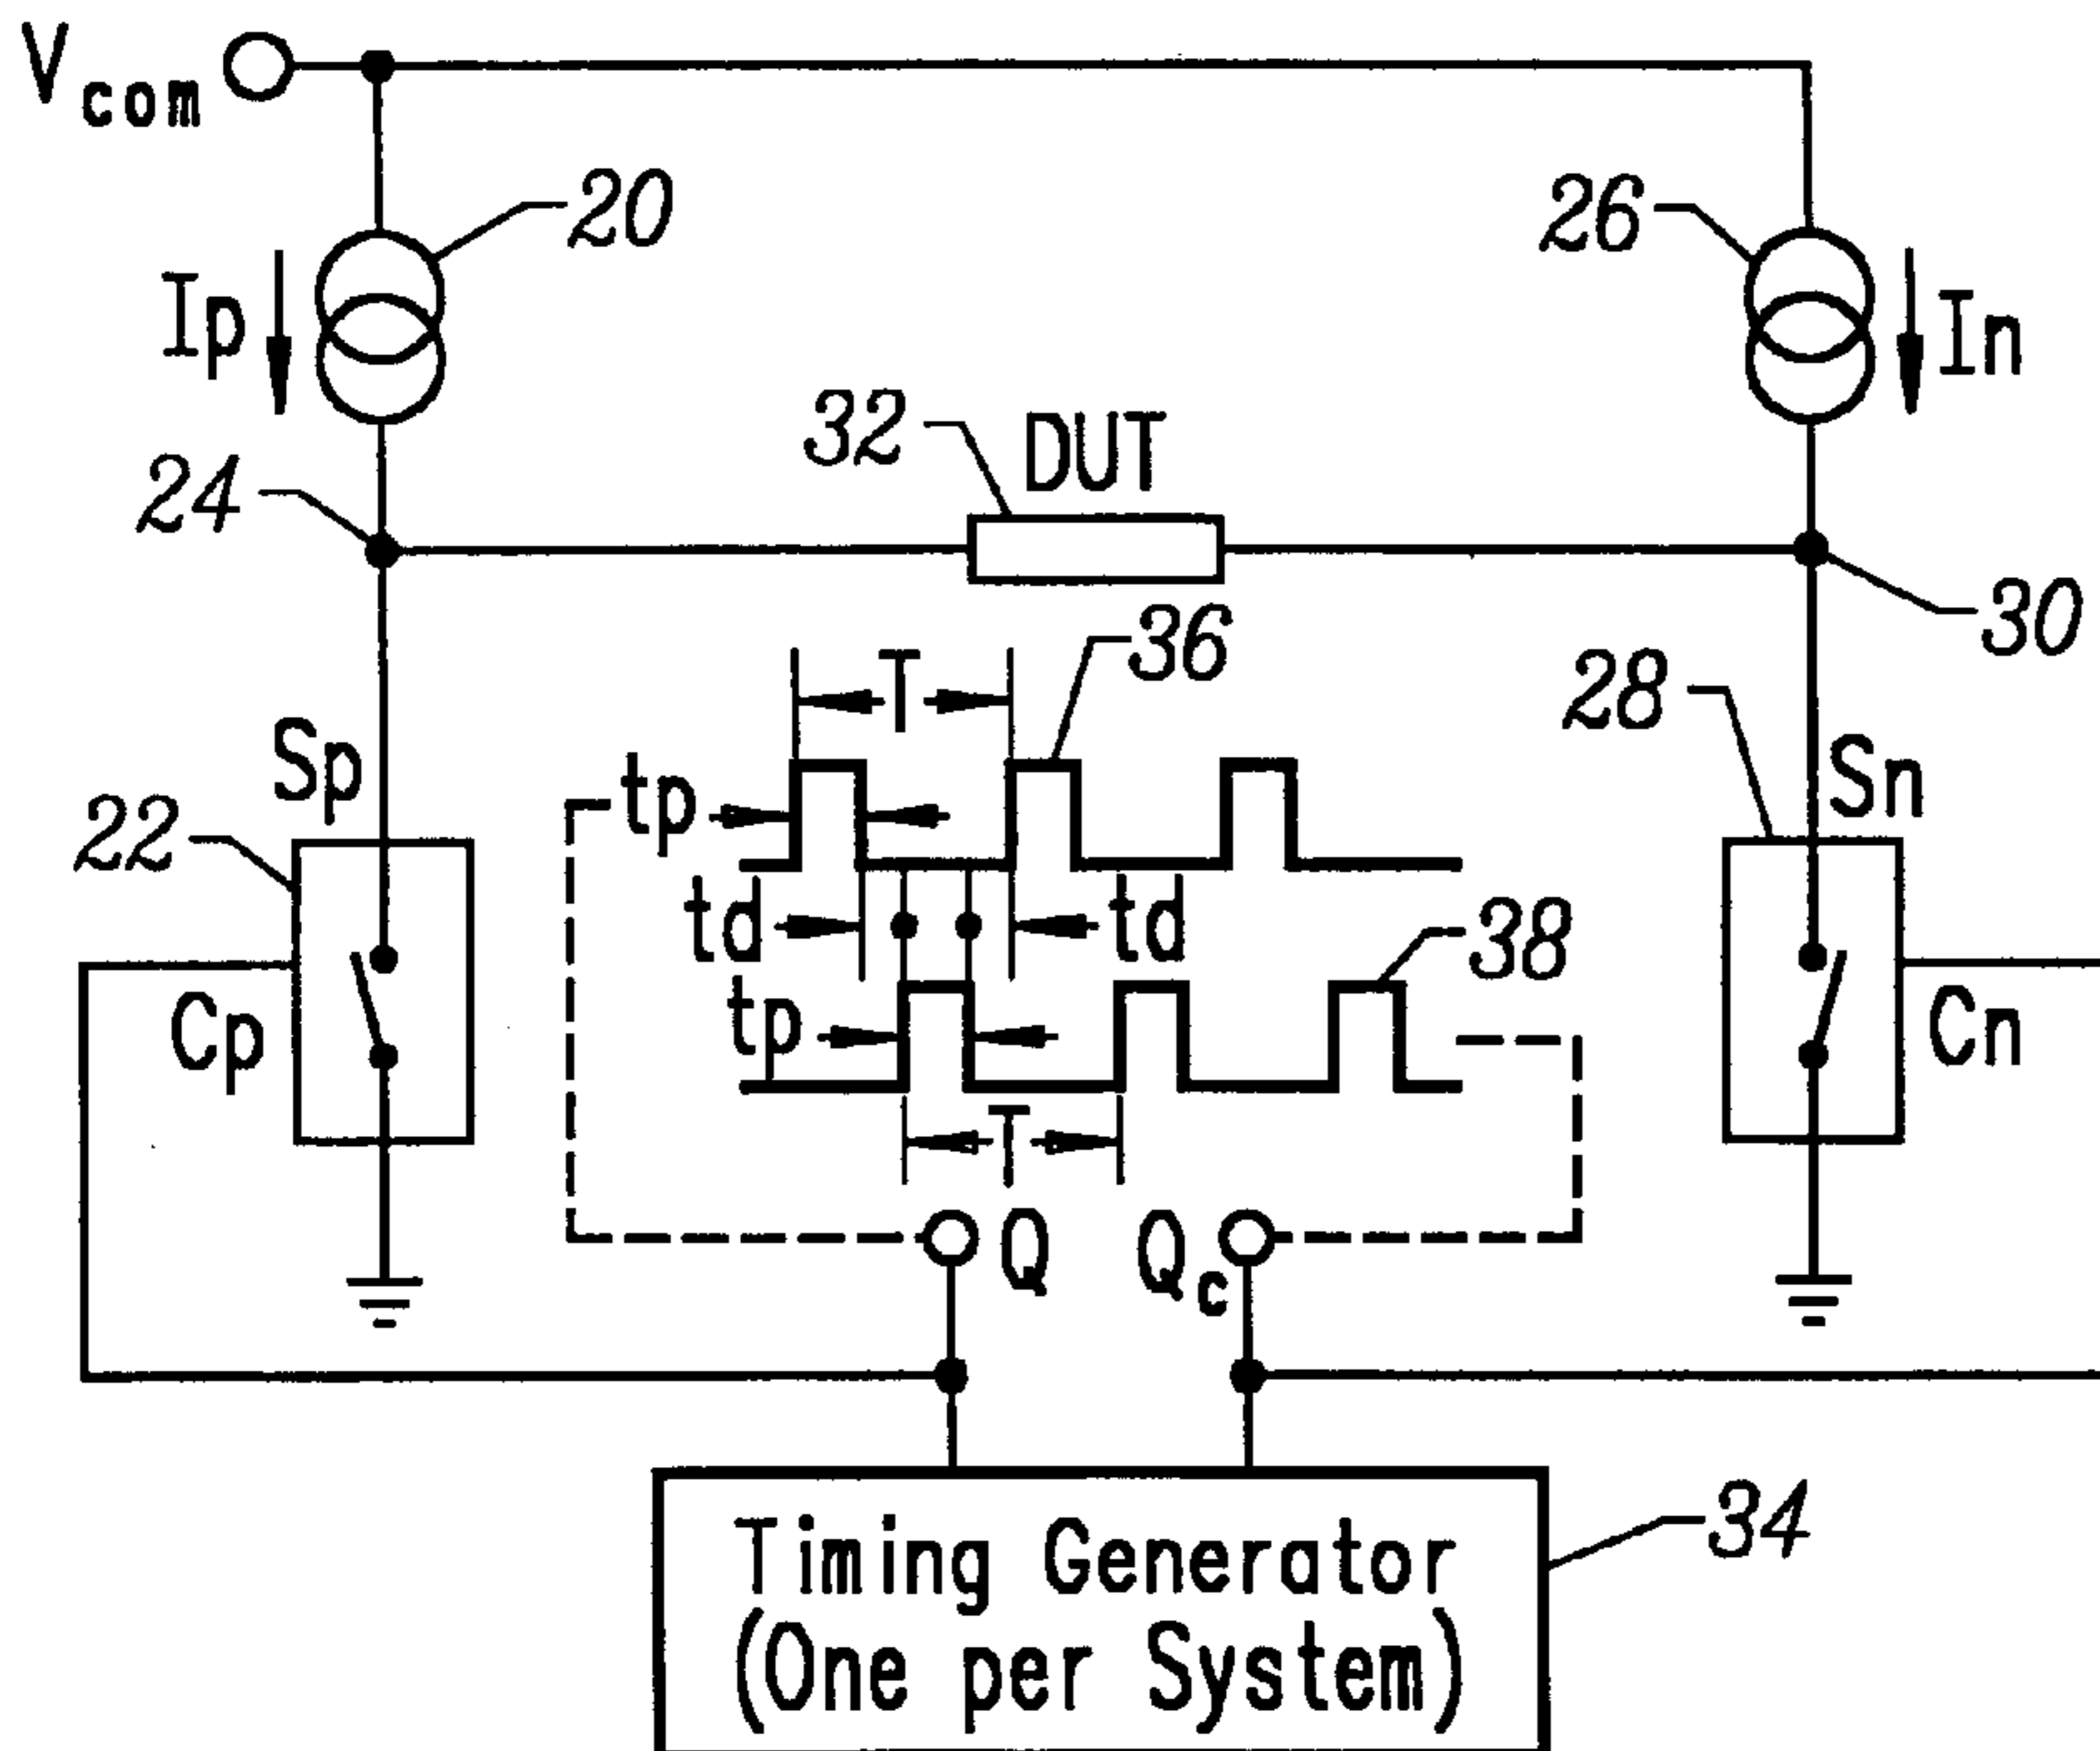 Vcom
20
26
Ip
In
32
DUT
24
30
36
T
28
Sp
Sn
tp
22
td
td
38
tp
Cp
Cn
T
Q
Qc
34
Timing Generator
(One per System)